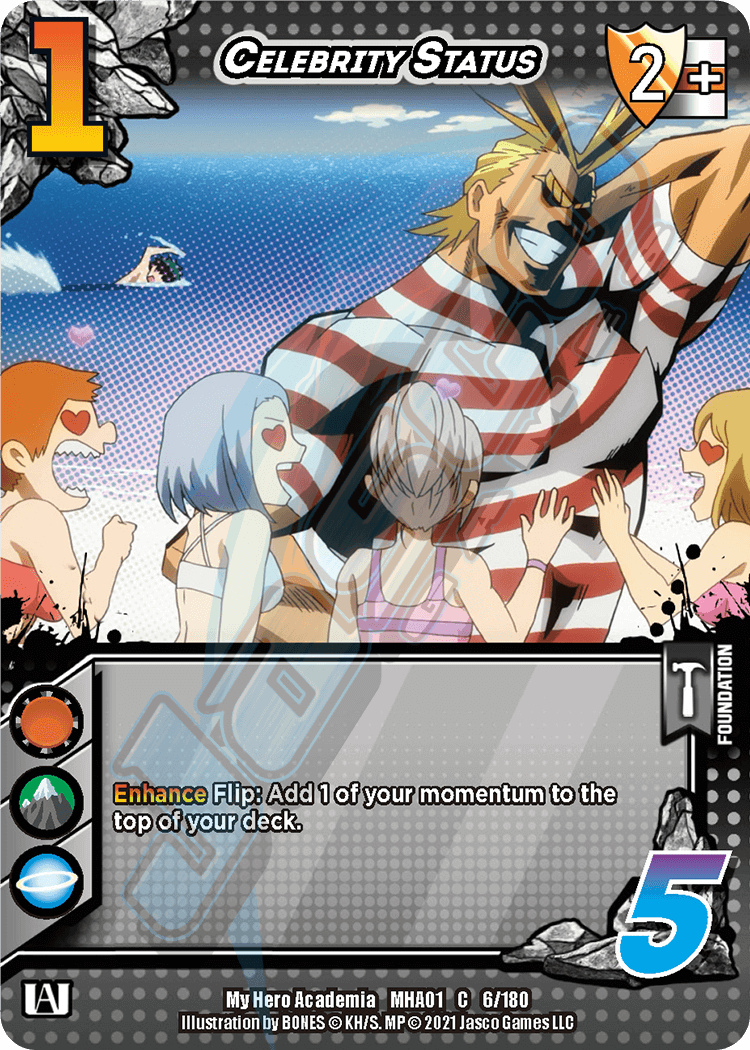 1
CELEBRITY STATUS
2 +
FOUNDATION
Enhance Flip: Add 1 of your momentum to the
top of your deck.
5
UA
My Hero Academia MHA01 C 6/180
Illustration by BONES © KH/S. MP © 2021 Jasco Games LLC